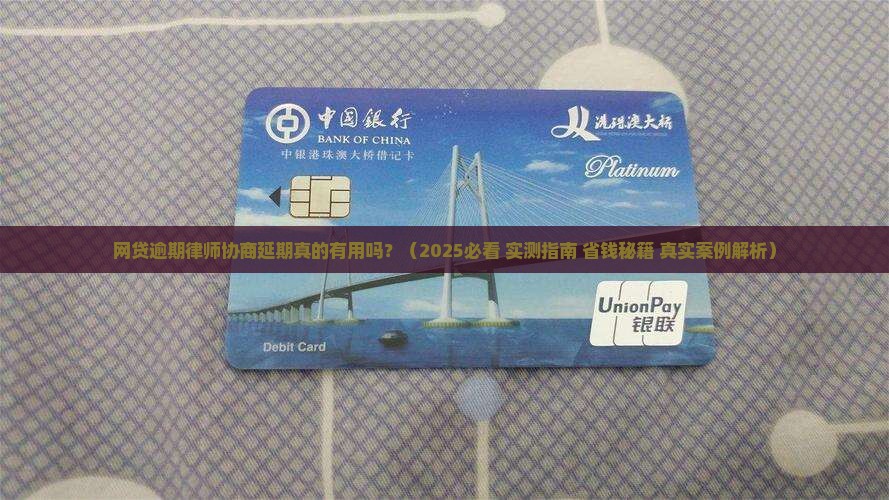 中国銀行
BANK OF CHINA
中银港珠澳大桥借记卡
港珠澳大桥
Platinum
网贷逾期律师协商延期真的有用吗？（2025必看 实测指南 省钱秘籍 真实案例解析）
UnionPay
银联
Debit Card